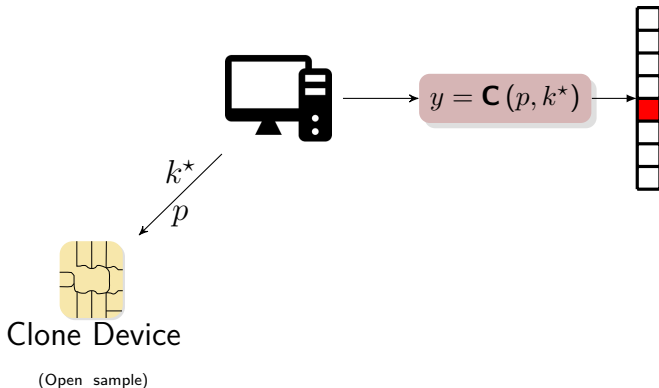 y = C (p, k⋆)
k⋆
p
Clone Device
(Open sample)